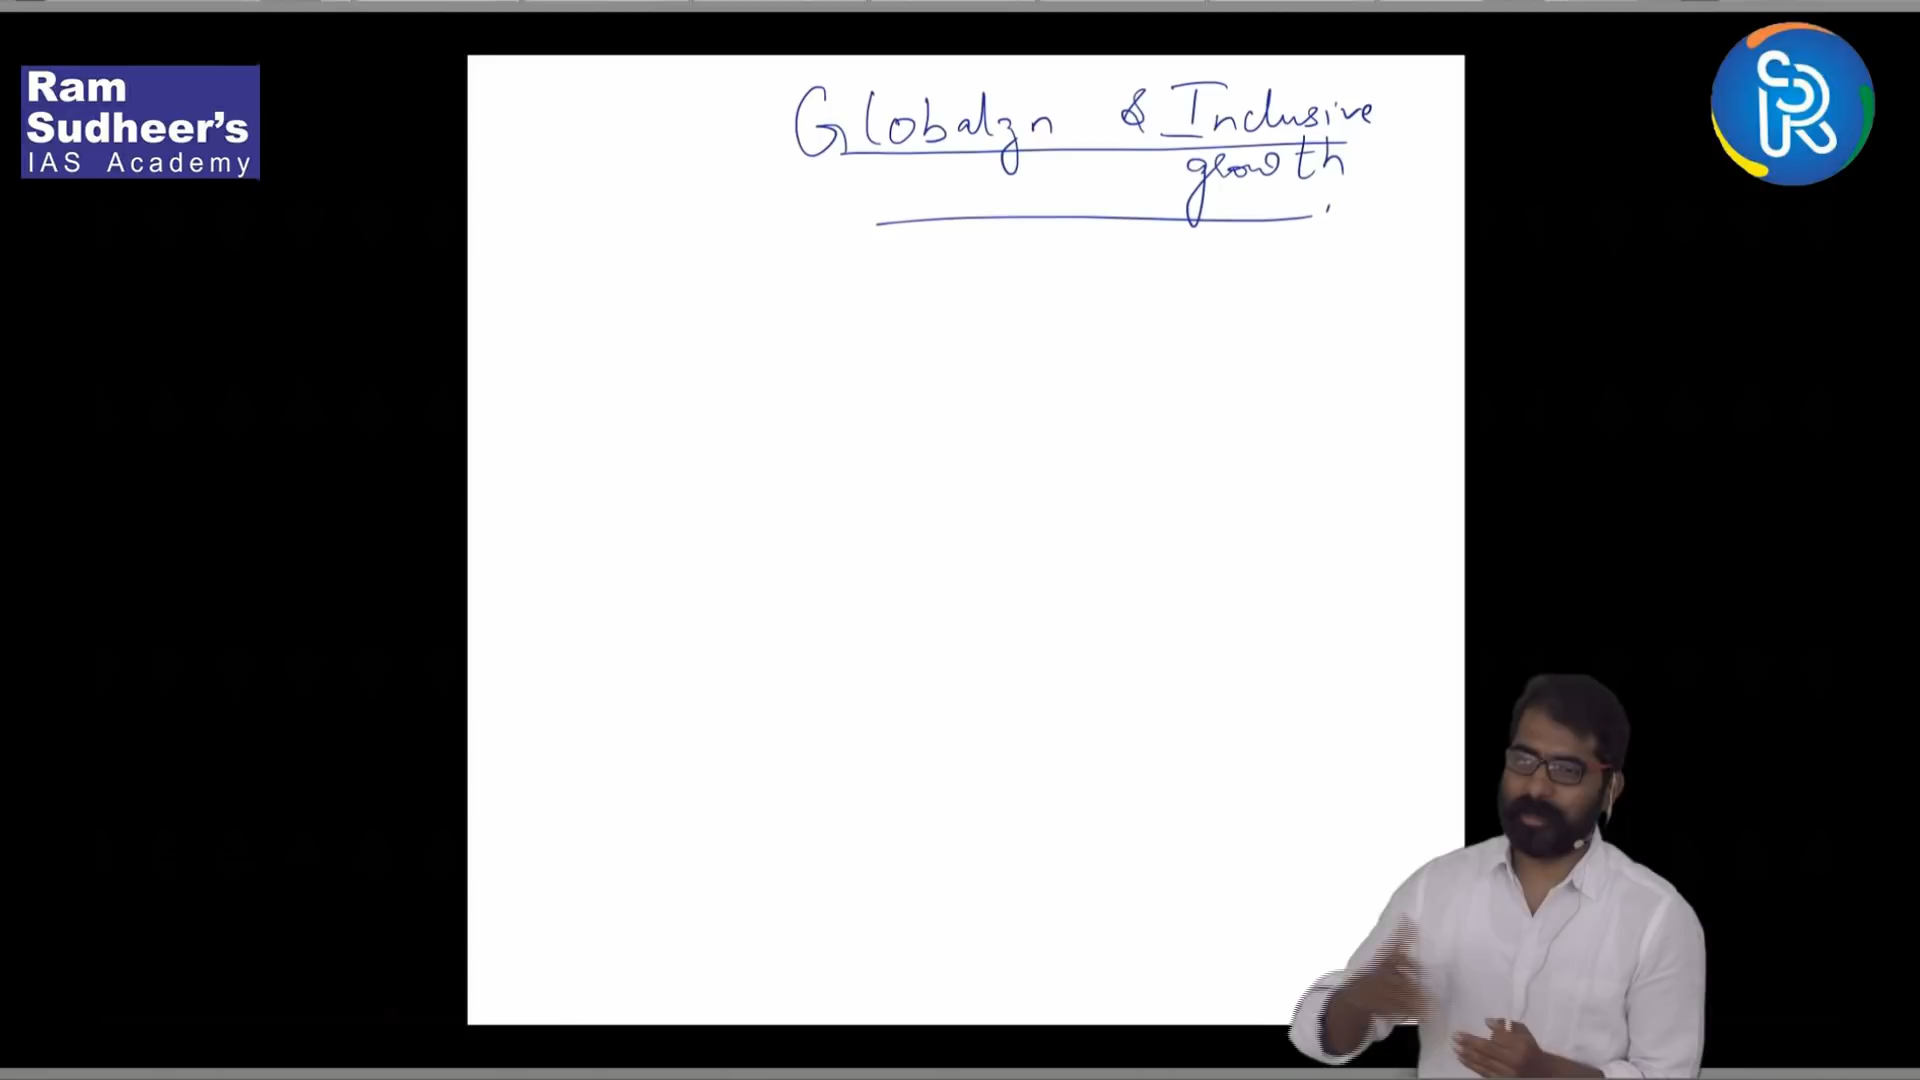 Ram
Sudheer's
IAS Academy
Globalzn & Inclusive
growth